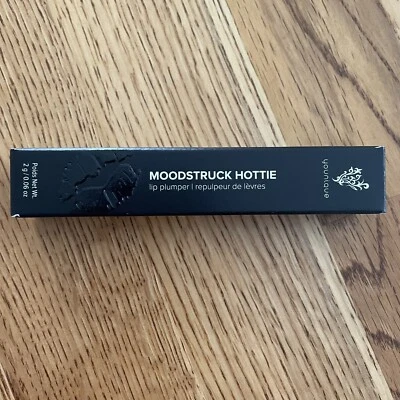 Poids Net Wt.
2 g / 0.06 oz
MOODSTRUCK HOTTIE
lip plumper | repulpeur de lèvres
younique